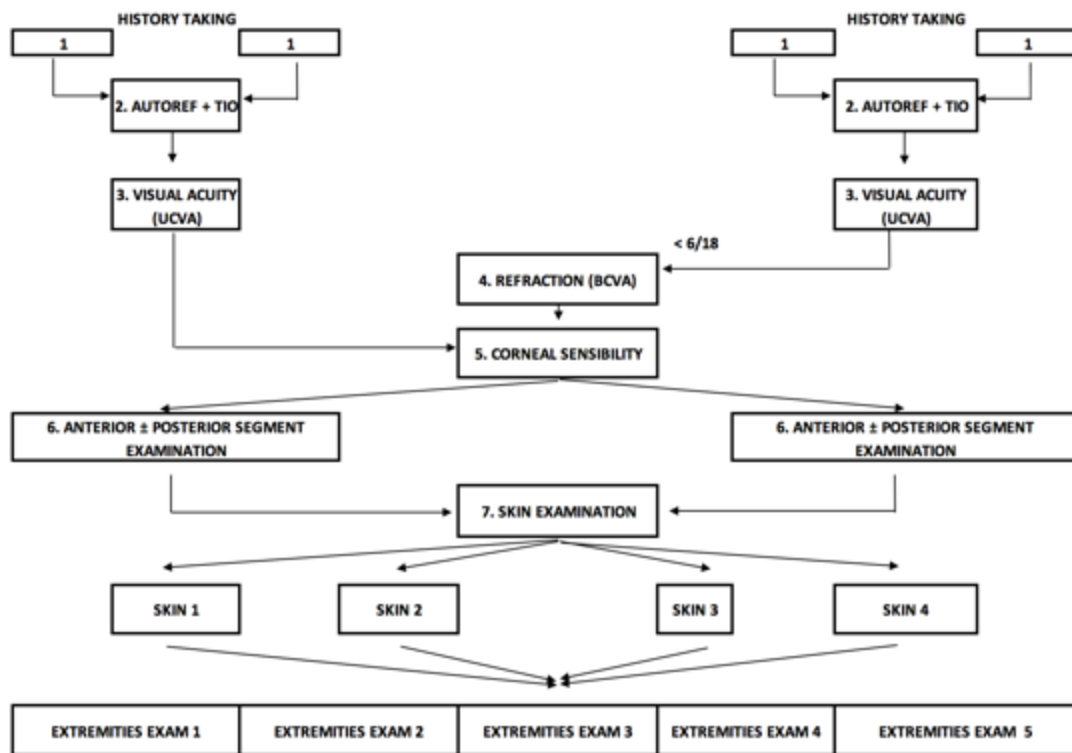 HISTORY TAKING
HISTORY TAKING
1
1
1
1
2. AUTOREF + TIO
2. AUTOREF + TIO
3. VISUAL ACUITY
(UCVA)
3. VISUAL ACUITY
(UCVA)
< 6/18
4. REFRACTION (BCVA)
5. CORNEAL SENSIBILITY
6. ANTERIOR ± POSTERIOR SEGMENT
EXAMINATION
6. ANTERIOR ± POSTERIOR SEGMENT
EXAMINATION
7. SKIN EXAMINATION
SKIN 1
SKIN 2
SKIN 3
SKIN 4
EXTREMITIES EXAM 1
EXTREMITIES EXAM 2
EXTREMITIES EXAM 3
EXTREMITIES EXAM 4
EXTREMITIES EXAM 5